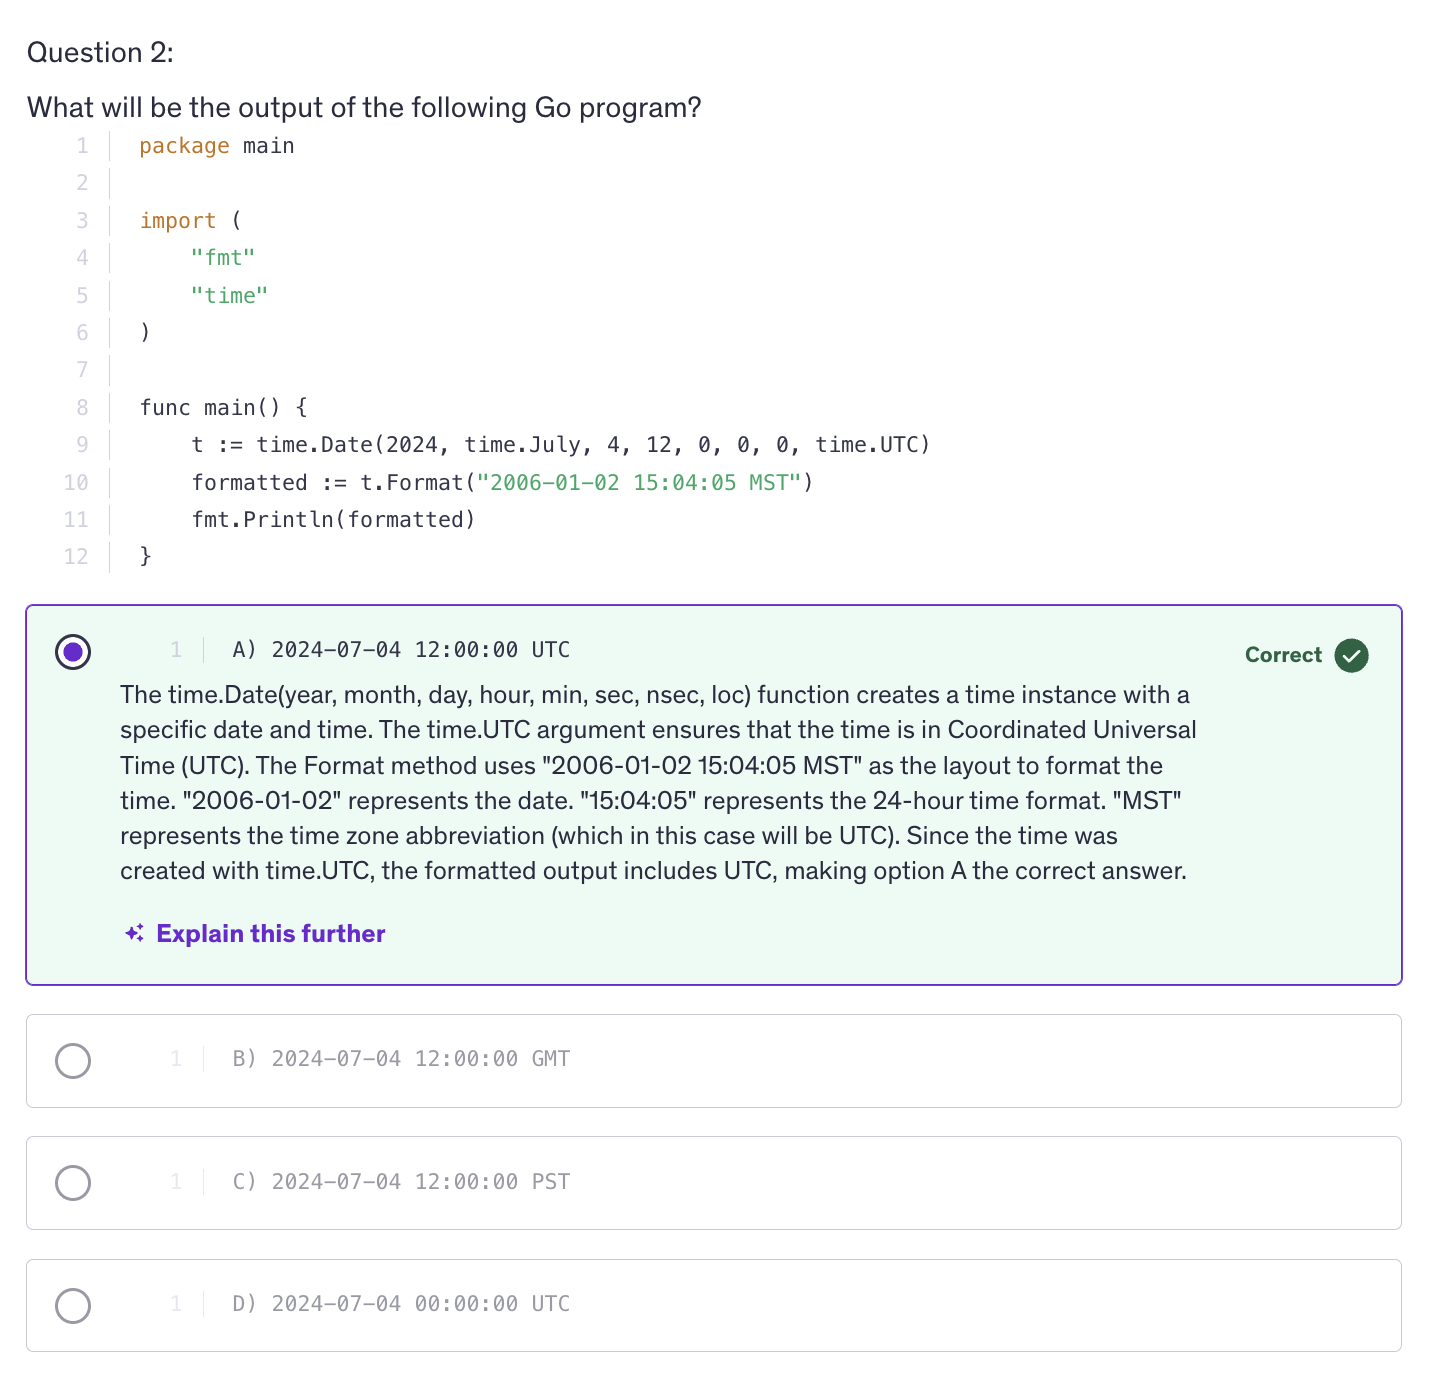 Question 2:
What will be the output of the following Go program?
1 package main
2
3 import (
4     "fmt"
5     "time"
6 )
7
8 func main() {
9     t := time.Date(2024, time.July, 4, 12, 0, 0, 0, time.UTC)
10     formatted := t.Format("2006-01-02 15:04:05 MST")
11     fmt.Println(formatted)
12 }
1 A) 2024-07-04 12:00:00 UTC
Correct
The time.Date(year, month, day, hour, min, sec, nsec, loc) function creates a time instance with a
specific date and time. The time.UTC argument ensures that the time is in Coordinated Universal
Time (UTC). The Format method uses "2006-01-02 15:04:05 MST" as the layout to format the
time. "2006-01-02" represents the date. "15:04:05" represents the 24-hour time format. "MST"
represents the time zone abbreviation (which in this case will be UTC). Since the time was
created with time.UTC, the formatted output includes UTC, making option A the correct answer.
Explain this further
1 B) 2024-07-04 12:00:00 GMT
1 C) 2024-07-04 12:00:00 PST
1 D) 2024-07-04 00:00:00 UTC